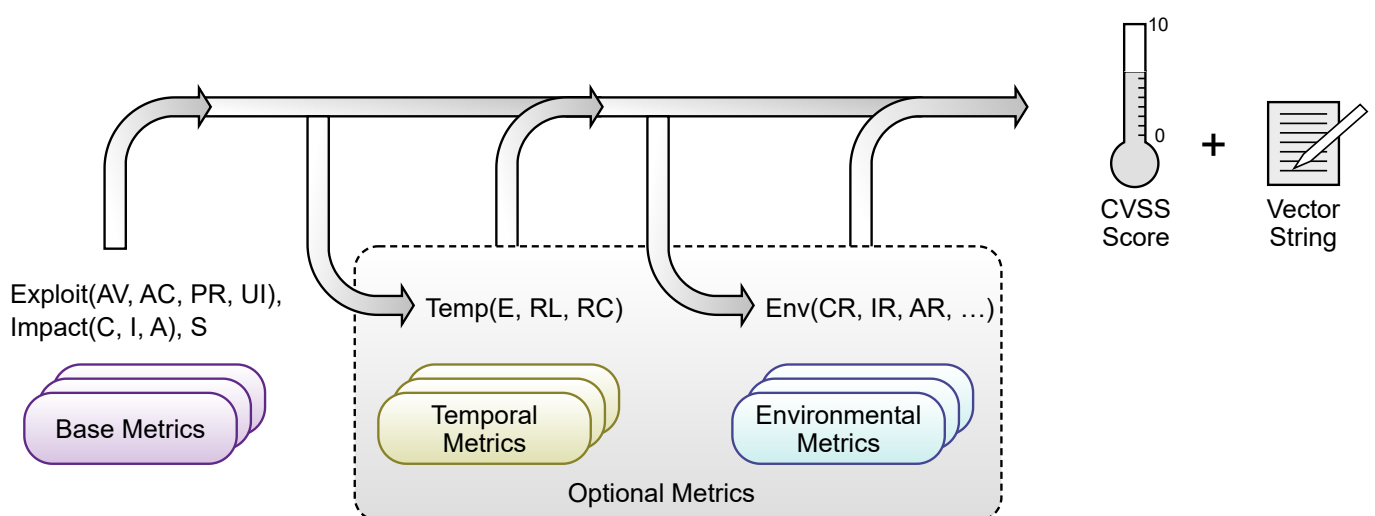 10
0
+
CVSS
Score
Vector
String
Exploit(AV, AC, PR, UI),
Impact(C, I, A), S
Temp(E, RL, RC)
Env(CR, IR, AR, …)
Base Metrics
Temporal
Metrics
Environmental
Metrics
Optional Metrics